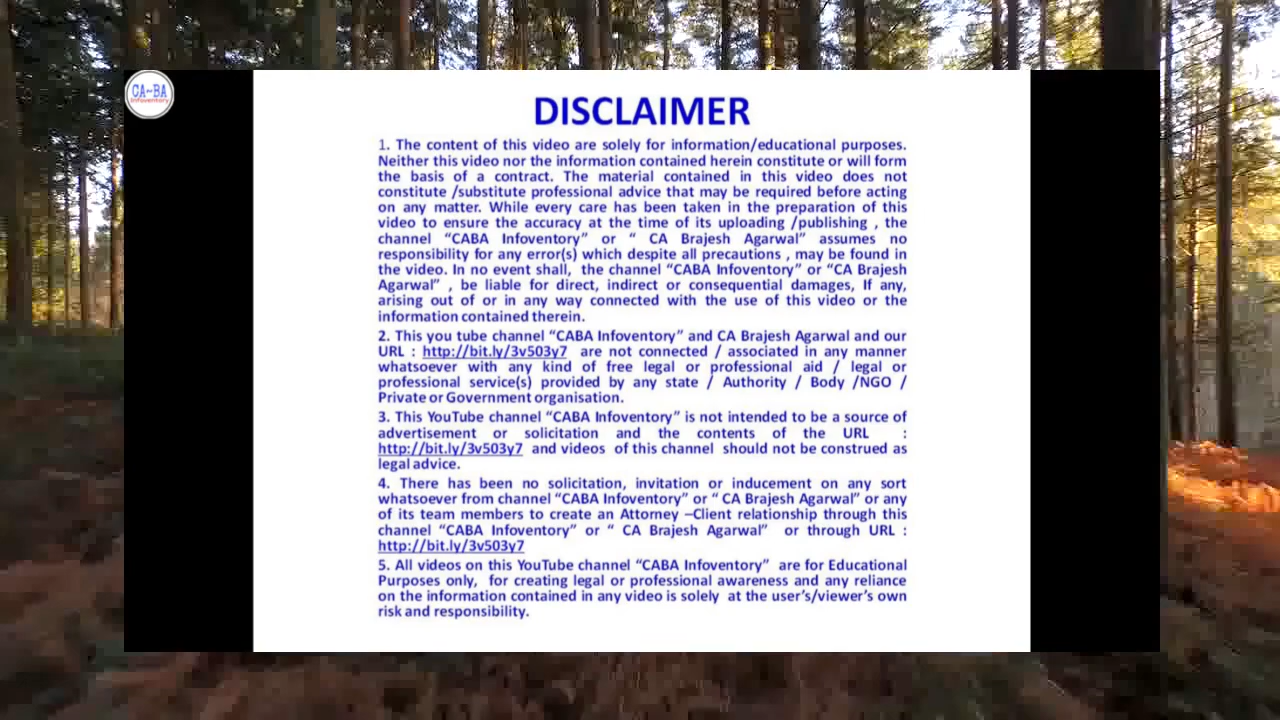 CA-BA
Infoventory
DISCLAIMER
1. The content of this video are solely for information/educational purposes.
Neither this video nor the information contained herein constitute or will form
the basis of a contract. The material contained in this video does not
constitute /substitute professional advice that may be required before acting
on any matter. While every care has been taken in the preparation of this
video to ensure the accuracy at the time of its uploading /publishing , the
channel “CABA Infoventory” or “ CA Brajesh Agarwal” assumes no
responsibility for any error(s) which despite all precautions , may be found in
the video. In no event shall, the channel “CABA Infoventory” or “CA Brajesh
Agarwal” , be liable for direct, indirect or consequential damages, If any,
arising out of or in any way connected with the use of this video or the
information contained therein.
2. This you tube channel “CABA Infoventory” and CA Brajesh Agarwal and our
URL : http://bit.ly/3v503y7 are not connected / associated in any manner
whatsoever with any kind of free legal or professional aid / legal or
professional service(s) provided by any state / Authority / Body /NGO /
Private or Government organisation.
3. This YouTube channel “CABA Infoventory” is not intended to be a source of
advertisement or solicitation and the contents of the URL :
http://bit.ly/3v503y7 and videos of this channel should not be construed as
legal advice.
4. There has been no solicitation, invitation or inducement on any sort
whatsoever from channel “CABA Infoventory” or “ CA Brajesh Agarwal” or any
of its team members to create an Attorney –Client relationship through this
channel “CABA Infoventory” or “ CA Brajesh Agarwal” or through URL :
http://bit.ly/3v503y7
5. All videos on this YouTube channel “CABA Infoventory” are for Educational
Purposes only, for creating legal or professional awareness and any reliance
on the information contained in any video is solely at the user’s/viewer’s own
risk and responsibility.